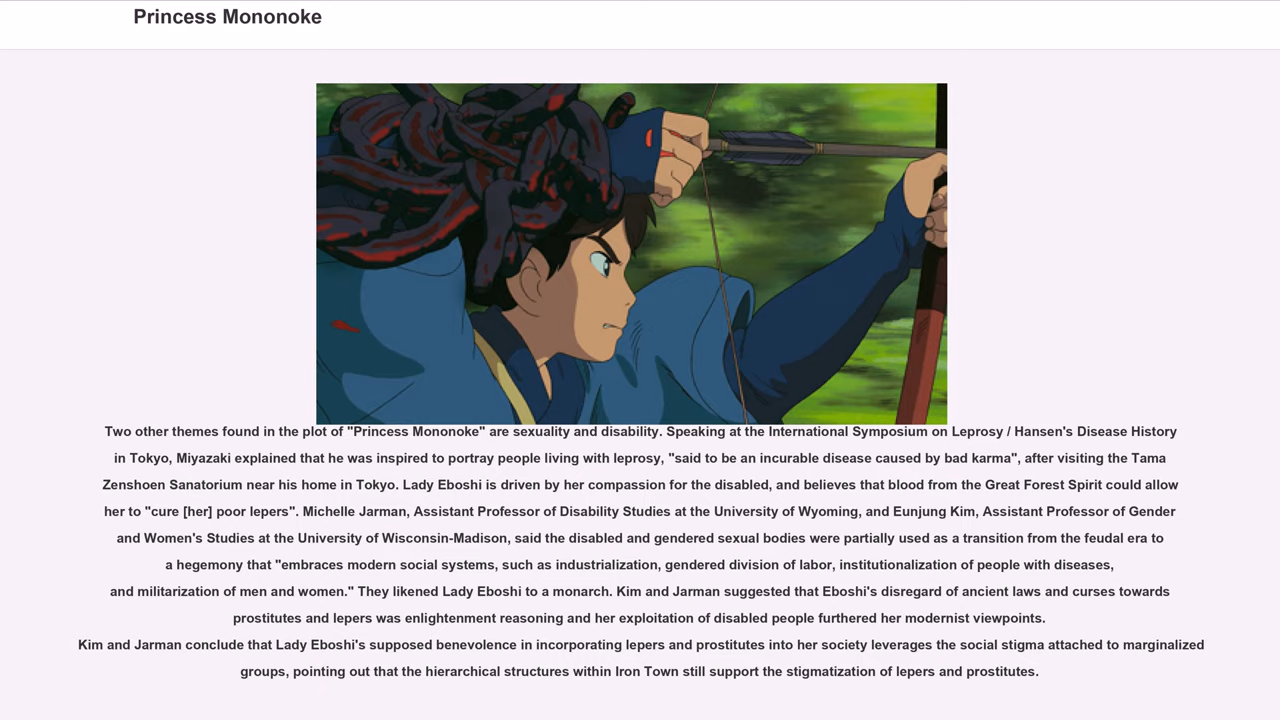 Princess Mononoke
Two other themes found in the plot of "Princess Mononoke" are sexuality and disability. Speaking at the International Symposium on Leprosy / Hansen's Disease History
in Tokyo, Miyazaki explained that he was inspired to portray people living with leprosy, "said to be an incurable disease caused by bad karma", after visiting the Tama
Zenshoen Sanatorium near his home in Tokyo. Lady Eboshi is driven by her compassion for the disabled, and believes that blood from the Great Forest Spirit could allow
her to "cure [her] poor lepers". Michelle Jarman, Assistant Professor of Disability Studies at the University of Wyoming, and Eunjung Kim, Assistant Professor of Gender
and Women's Studies at the University of Wisconsin-Madison, said the disabled and gendered sexual bodies were partially used as a transition from the feudal era to
a hegemony that "embraces modern social systems, such as industrialization, gendered division of labor, institutionalization of people with diseases,
and militarization of men and women." They likened Lady Eboshi to a monarch. Kim and Jarman suggested that Eboshi's disregard of ancient laws and curses towards
prostitutes and lepers was enlightenment reasoning and her exploitation of disabled people furthered her modernist viewpoints.
Kim and Jarman conclude that Lady Eboshi's supposed benevolence in incorporating lepers and prostitutes into her society leverages the social stigma attached to marginalized
groups, pointing out that the hierarchical structures within Iron Town still support the stigmatization of lepers and prostitutes.